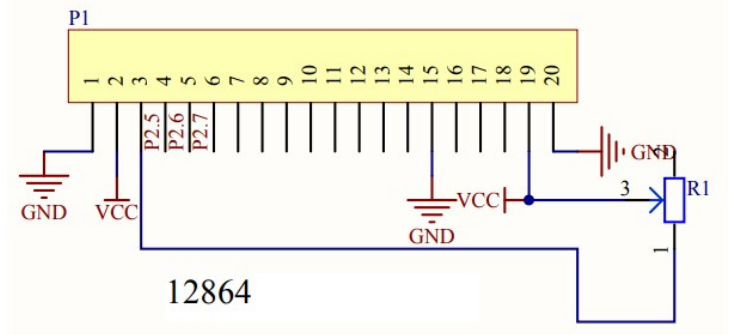 P1
1 2 3 4 5 6 7 8 9 10 11 12 13 14 15 16 17 18 19 20
P2.5 P2.6 P2.7
GND VCC GND VCC GND
3 R1
2
1
12864